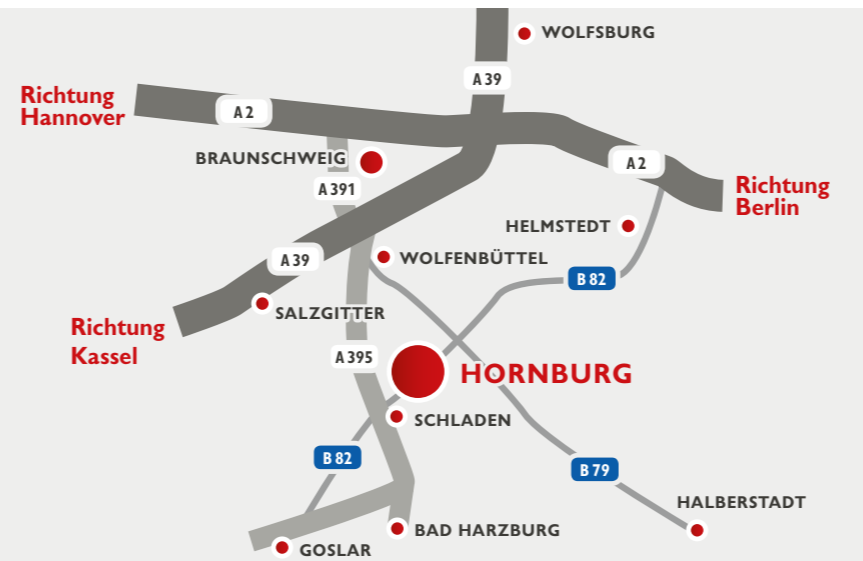 WOLFSBURG
A 39
Richtung
Hannover
A 2
BRAUNSCHWEIG
A 2
A 391
Richtung
Berlin
HELMSTEDT
A 39
WOLFENBÜTTEL
B 82
SALZGITTER
Richtung
Kassel
A 395
HORNBURG
SCHLADEN
B 82
B 79
HALBERSTADT
BAD HARZBURG
GOSLAR